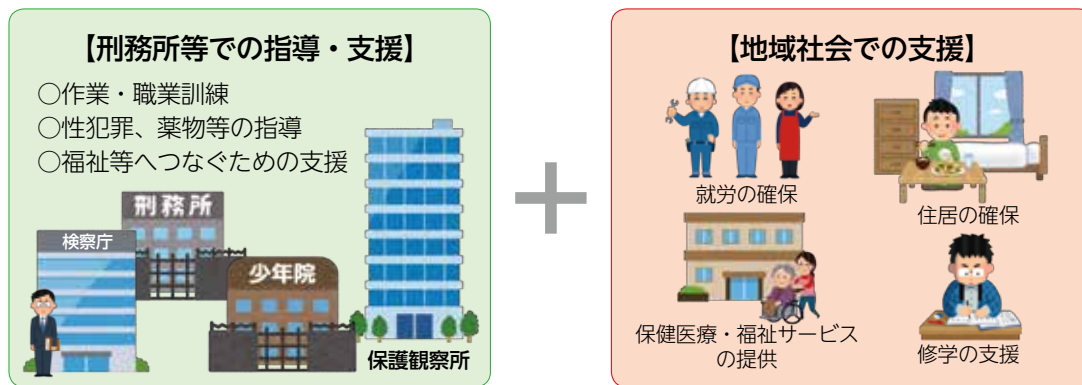 【刑務所等での指導・支援】
○作業・職業訓練
○性犯罪、薬物等の指導
○福祉等へつなぐための支援
刑務所
検察庁
少年院
保護観察所
＋
【地域社会での支援】
就労の確保
住居の確保
保健医療・福祉サービス
の提供
修学の支援